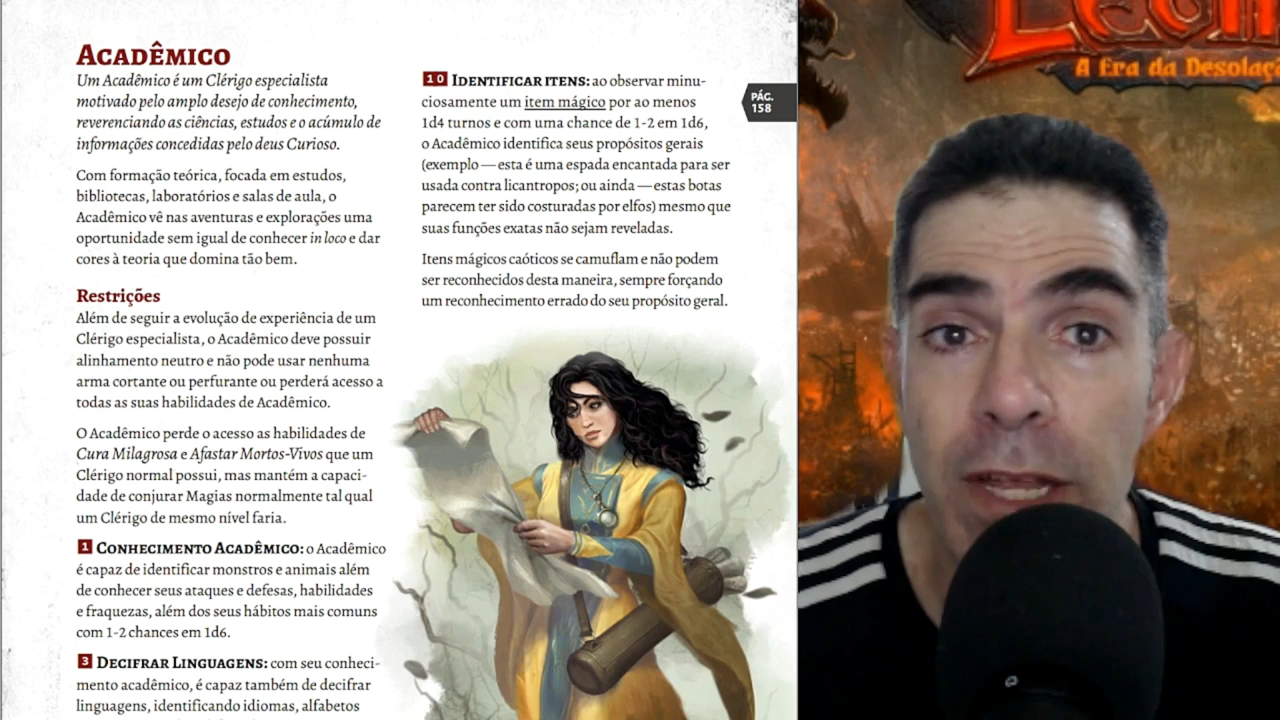 ACADÊMICO
Um Acadêmico é um Clérigo especialista
motivado pelo amplo desejo de conhecimento,
reverenciando as ciências, estudos e o acúmulo de
informações concedidas pelo deus Curioso.
Com formação teórica, focada em estudos,
bibliotecas, laboratórios e salas de aula, o
Acadêmico vê nas aventuras e explorações uma
oportunidade sem igual de conhecer in loco e dar
cores à teoria que domina tão bem.
Restrições
Além de seguir a evolução de experiência de um
Clérigo especialista, o Acadêmico deve possuir
alinhamento neutro e não pode usar nenhuma
arma cortante ou perfurante ou perderá acesso a
todas as suas habilidades de Acadêmico.
O Acadêmico perde o acesso as habilidades de
Cura Milagrosa e Afastar Mortos-Vivos que um
Clérigo normal possui, mas mantém a capaci-
dade de conjurar Magias normalmente tal qual
um Clérigo de mesmo nível faria.
1 CONHECIMENTO ACADÊMICO: o Acadêmico
é capaz de identificar monstros e animais além
de conhecer seus ataques e defesas, habilidades
e fraquezas, além dos seus hábitos mais comuns
com 1-2 chances em 1d6.
3 DECIFRAR LINGUAGENS: com seu conheci-
mento acadêmico, é capaz também de decifrar
linguagens, identificando idiomas, alfabetos
10 IDENTIFICAR ITENS: ao observar minu-
ciosamente um item mágico por ao menos
1d4 turnos e com uma chance de 1-2 em 1d6,
o Acadêmico identifica seus propósitos gerais
(exemplo — esta é uma espada encantada para ser
usada contra licantropos; ou ainda — estas botas
parecem ter sido costuradas por elfos) mesmo que
suas funções exatas não sejam reveladas.
Itens mágicos caóticos se camuflam e não podem
ser reconhecidos desta maneira, sempre forçando
um reconhecimento errado do seu propósito geral.
PÁG.
158
A Era da Desolaçã